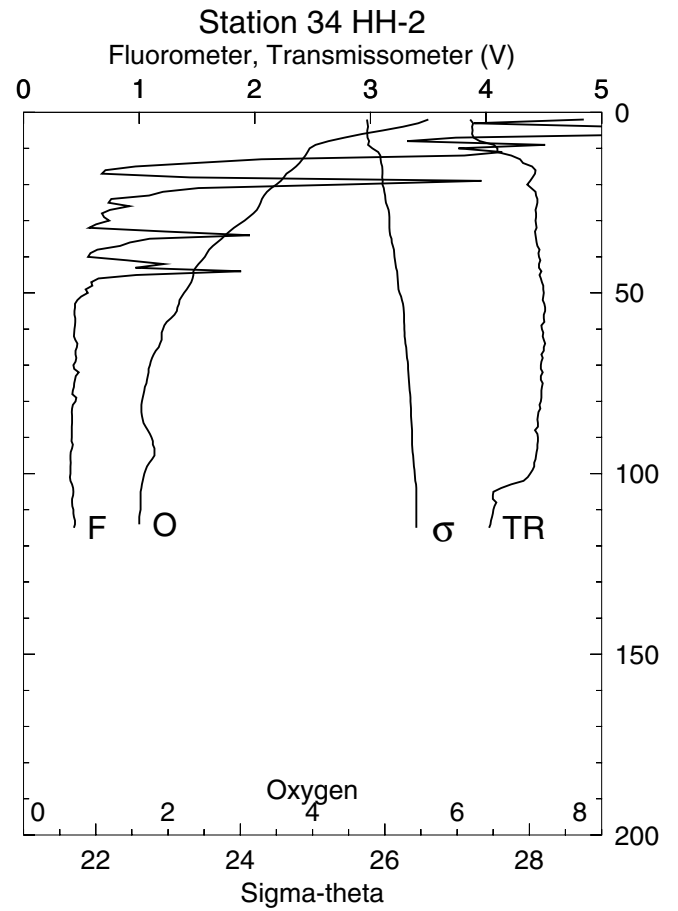 Station 34 HH-2
Fluorometer, Transmissometer (V)
0 1 2 3 4 5
0
50
100
F O σ TR
150
Oxygen
0 2 4 6 8
200
22 24 26 28
Sigma-theta